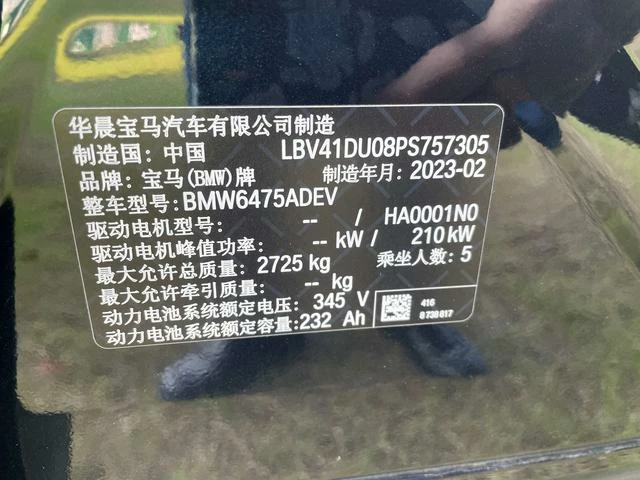 华晨宝马汽车有限公司制造
制造国：中国 LBV41DU08PS757305
品牌：宝马(BMW)牌 制造年月：2023-02
整车型号：BMW6475ADEV
驱动电机型号： -- / HA0001N0
驱动电机峰值功率： -- kW / 210 kW
最大允许总质量： 2725 kg 乘坐人数：5
最大允许牵引质量： -- kg
动力电池系统额定电压： 345 V
动力电池系统额定容量：232 Ah
416
8738617